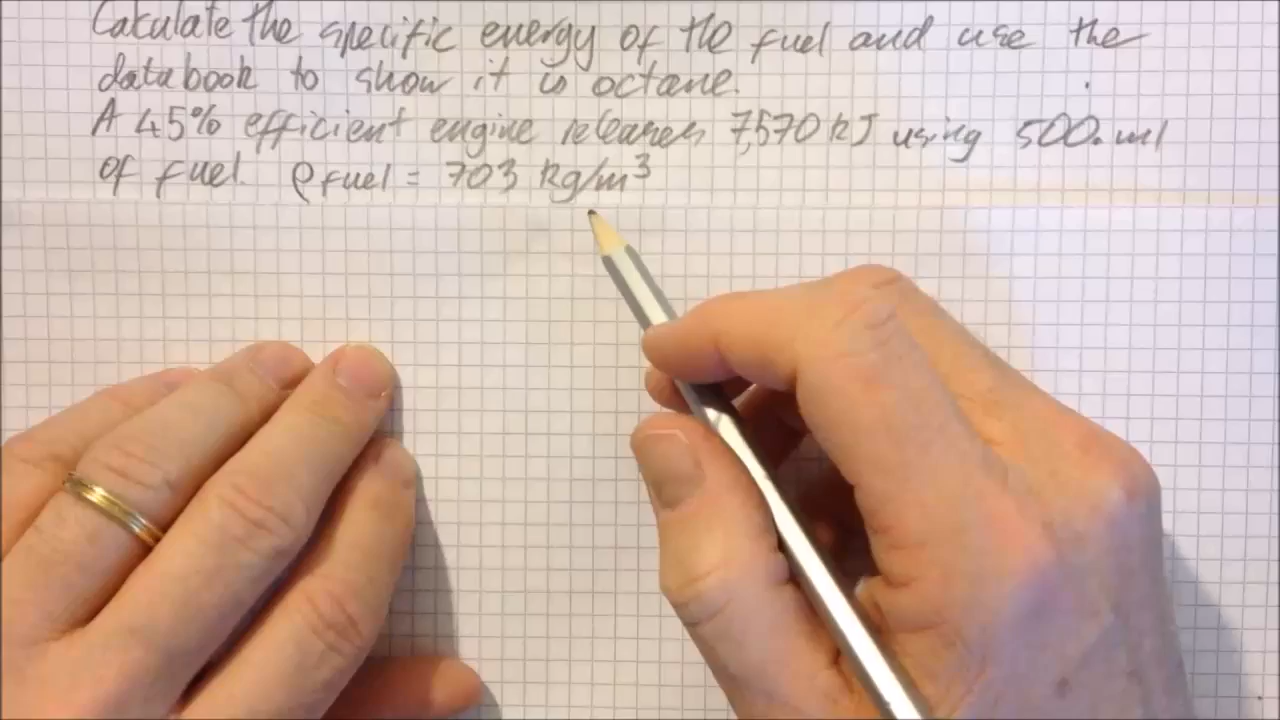 Calculate the specific energy of the fuel and use the
databook to show it is octane.
A 45% efficient engine releases 7,570 kJ using 500.ml
of fuel. ρ fuel = 703 kg/m³